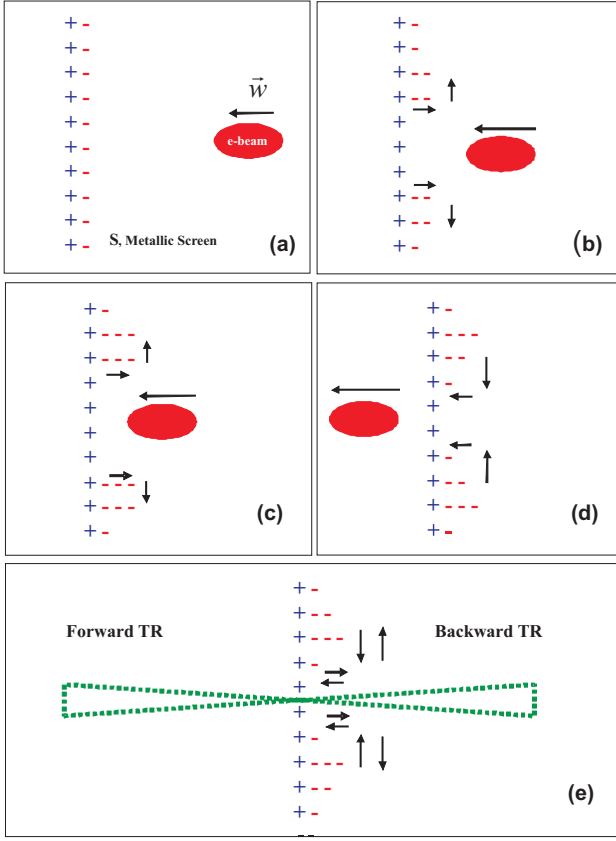 w
e-beam
S, Metallic Screen
(a)
(b)
(c)
(d)
Forward TR
Backward TR
(e)